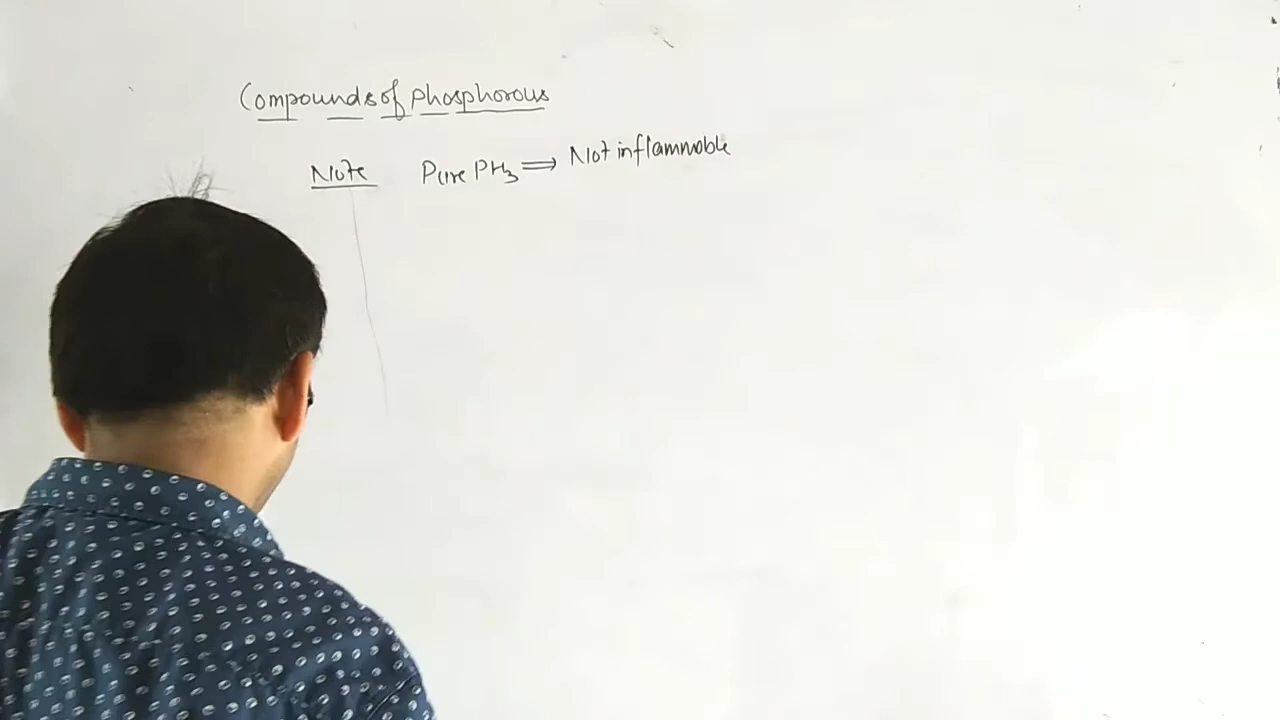 Compounds of Phosphorous
Note Pure PH₃ ⟹ Not inflammable